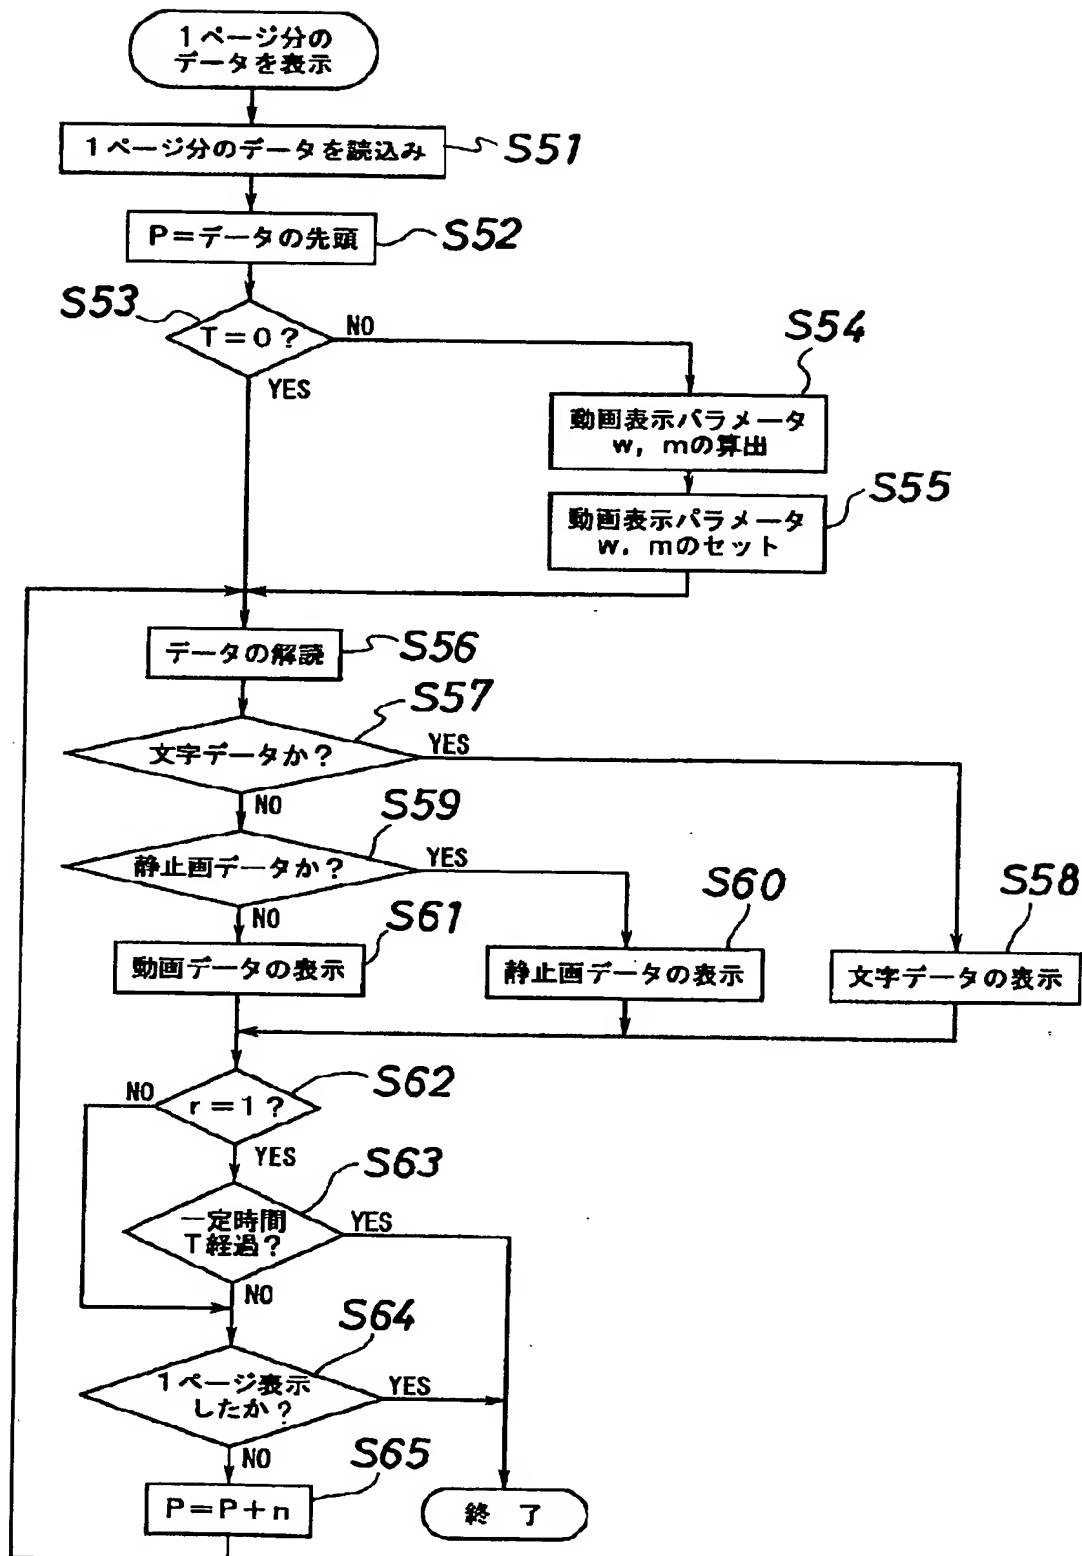 1ページ分の
データを表示
1ページ分のデータを読込み
S51
P=データの先頭
S52
S53
T=0?
NO
YES
S54
動画表示パラメータ
w, mの算出
S55
動画表示パラメータ
w, mのセット
データの解読
S56
S57
文字データか?
YES
NO
S59
静止画データか?
YES
NO
S61
動画データの表示
S60
静止画データの表示
S58
文字データの表示
S62
NO
r=1?
YES
S63
一定時間
T経過?
YES
NO
S64
1ページ表示
したか?
YES
NO
S65
P=P+n
終了